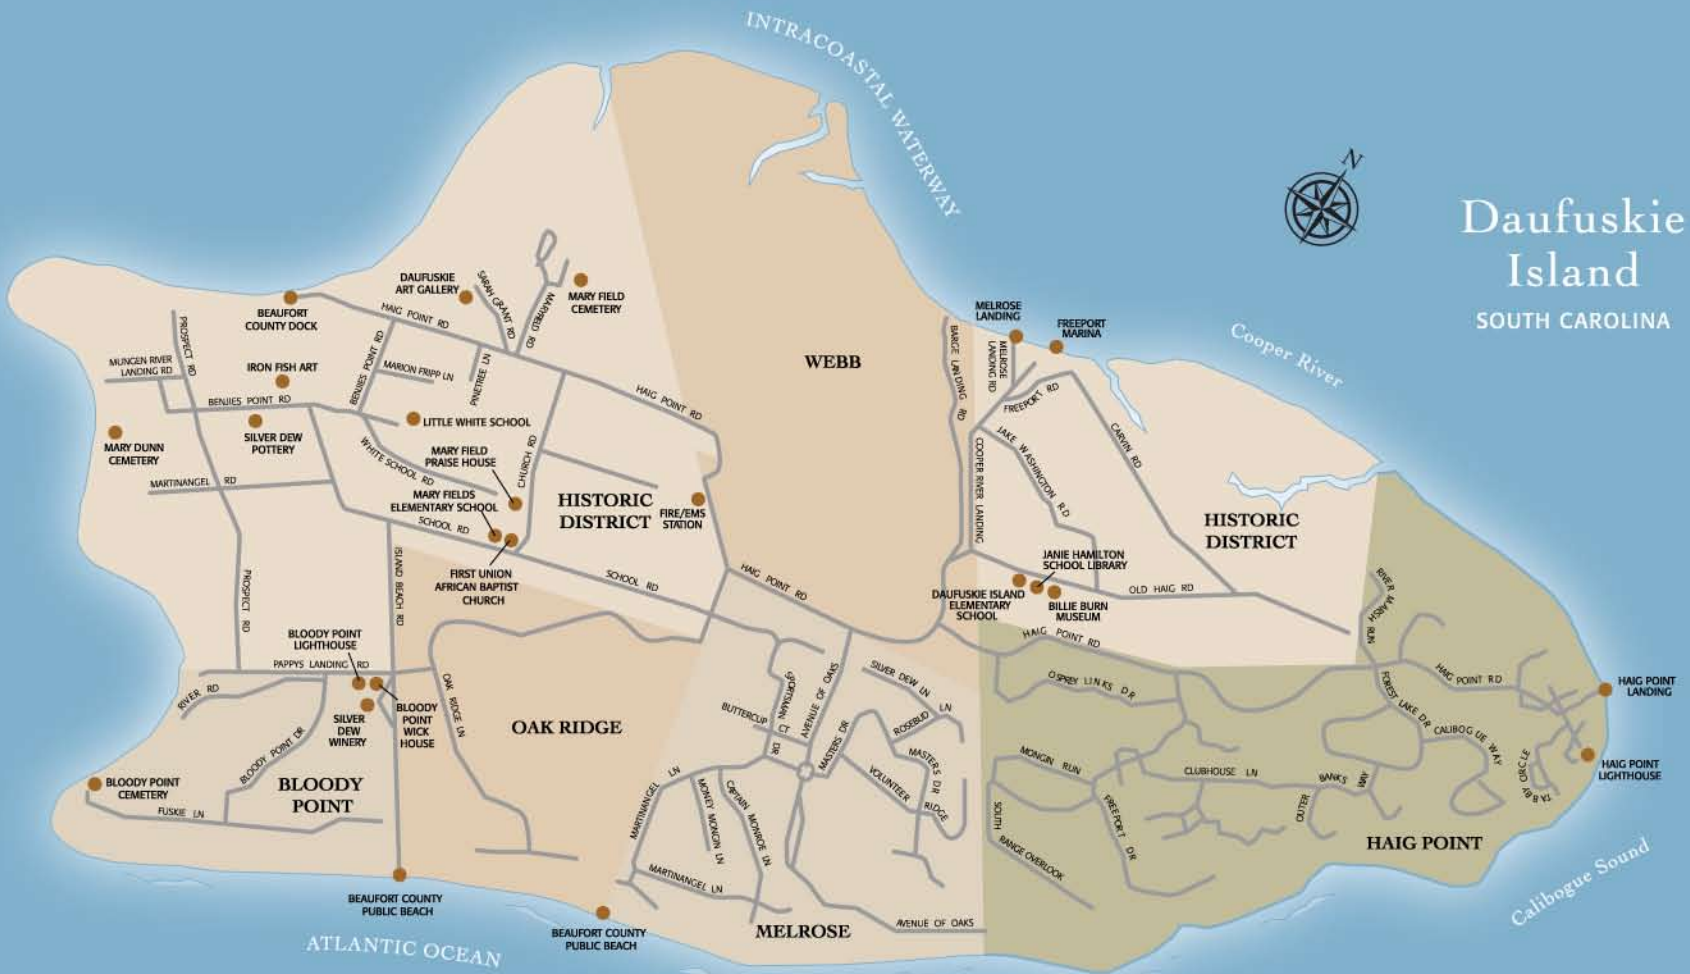 INTRACOASTAL WATERWAY
N
Daufuskie
Island
SOUTH CAROLINA
Cooper River
Calibogue Sound
ATLANTIC OCEAN
DAUFUSKIE
ART GALLERY
SARAH GRANT RD
MARYFIELD RD
MARY FIELD
CEMETERY
BEAUFORT
COUNTY DOCK
HAIG POINT RD
PROSPECT RD
MUNGEN RIVER
LANDING RD
IRON FISH ART
BENJIES POINT RD
MARION FRIPP LN
PINETREE LN
BENJIES POINT RD
SILVER DEW
POTTERY
LITTLE WHITE SCHOOL
MARY DUNN
CEMETERY
WHITE SCHOOL RD
MARY FIELD
PRAISE HOUSE
CHURCH RD
HAIG POINT RD
MARTINANGEL RD
MARY FIELDS
ELEMENTARY SCHOOL
SCHOOL RD
HISTORIC
DISTRICT
FIRE/EMS
STATION
FIRST UNION
AFRICAN BAPTIST
CHURCH
SCHOOL RD
HAIG POINT RD
ISLAND BEACH RD
PROSPECT RD
WEBB
MELROSE
LANDING
FREEPORT
MARINA
BARGE LANDING RD
MELROSE
LANDING RD
FREEPORT RD
CARVIN RD
JAKE WASHINGTON RD
COOPER RIVER LANDING
HISTORIC
DISTRICT
JANIE HAMILTON
SCHOOL LIBRARY
DAUFUSKIE ISLAND
ELEMENTARY
SCHOOL
BILLIE BURN
MUSEUM
OLD HAIG RD
HAIG POINT RD
RIVER MARSH RUN
BLOODY POINT
LIGHTHOUSE
PAPPYS LANDING RD
RIVER RD
SILVER
DEW
WINERY
BLOODY
POINT
WICK
HOUSE
OAK RIDGE LN
OAK RIDGE
BLOODY POINT DR
BLOODY POINT
CEMETERY
BLOODY
POINT
FUSKIE LN
BEAUFORT COUNTY
PUBLIC BEACH
BEAUFORT COUNTY
PUBLIC BEACH
SPORTSMAN CT
BUTTERCUP
DR
AVENUE OF OAKS
SILVER DEW LN
ROSEBUD LN
MASTERS DR
MASTERS DR
VOLUNTEER RIDGE
MARTINANGEL LN
MONEY MONGIN LN
CAPTAIN MONROE LN
MARTINANGEL LN
MELROSE
AVENUE OF OAKS
OSPREY LINKS DR
MONGIN RUN
CLUBHOUSE LN
BANKS WAY
OUTER
FREEPORT DR
SOUTH
RANGE OVERLOOK
FOREST LAKE DR
CALIBOGUE WAY
HAIG POINT RD
TABBY CIRCLE
HAIG POINT
LANDING
HAIG POINT
LIGHTHOUSE
HAIG POINT